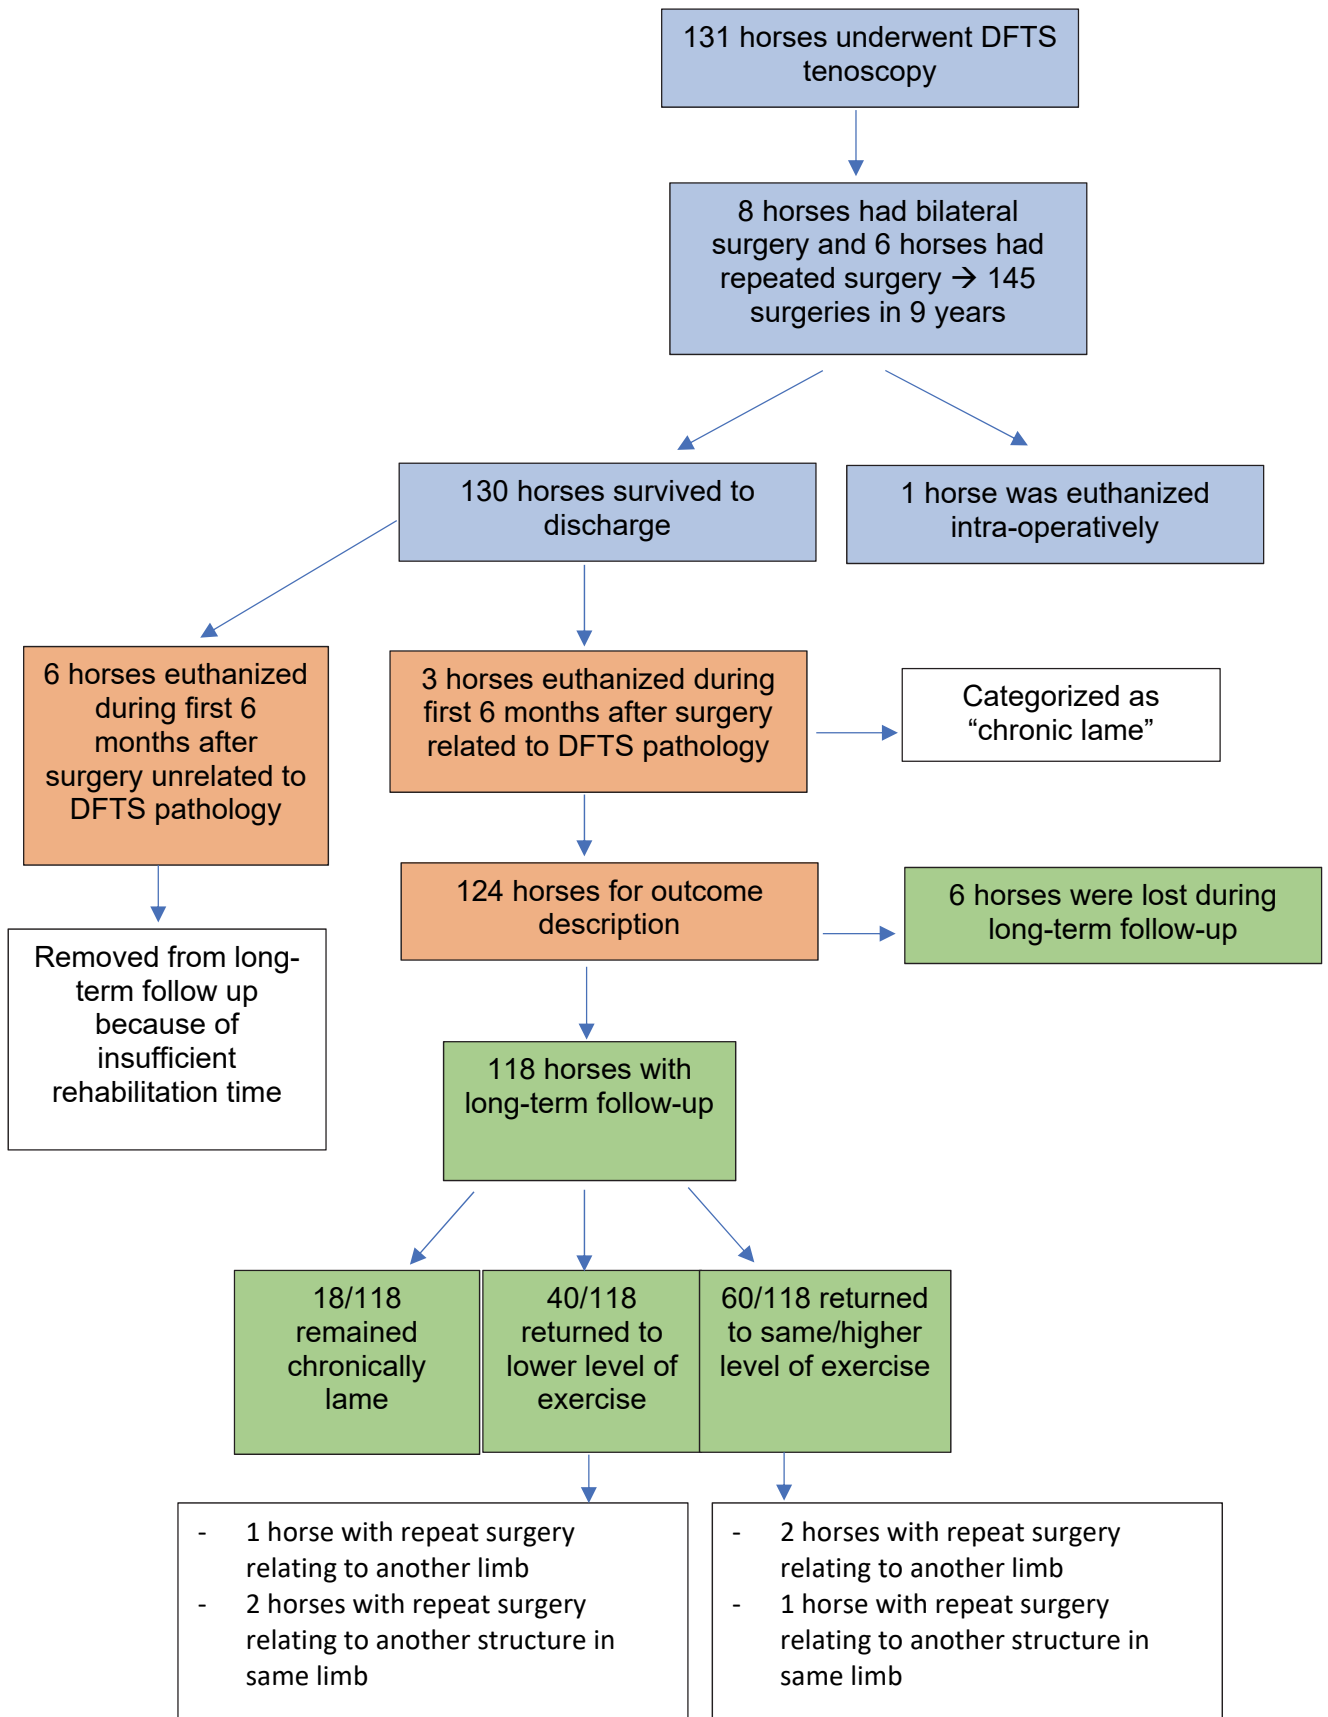 131 horses underwent DFTS
tenoscopy
8 horses had bilateral
surgery and 6 horses had
repeated surgery → 145
surgeries in 9 years
130 horses survived to
discharge
1 horse was euthanized
intra-operatively
6 horses euthanized
during first 6
months after
surgery unrelated to
DFTS pathology
3 horses euthanized during
first 6 months after surgery
related to DFTS pathology
Categorized as
“chronic lame”
124 horses for outcome
description
6 horses were lost during
long-term follow-up
Removed from long-
term follow up
because of
insufficient
rehabilitation time
118 horses with
long-term follow-up
18/118
remained
chronically
lame
40/118
returned to
lower level of
exercise
60/118 returned
to same/higher
level of exercise
- 1 horse with repeat surgery
relating to another limb
- 2 horses with repeat surgery
relating to another structure in
same limb
- 2 horses with repeat surgery
relating to another limb
- 1 horse with repeat surgery
relating to another structure in
same limb